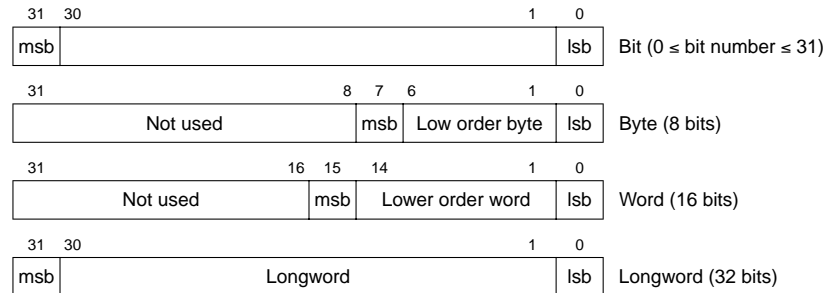 31 30 1 0
msb lsb Bit (0 ≤ bit number ≤ 31)
31 8 7 6 1 0
Not used msb Low order byte lsb Byte (8 bits)
31 16 15 14 1 0
Not used msb Lower order word lsb Word (16 bits)
31 30 1 0
msb Longword lsb Longword (32 bits)